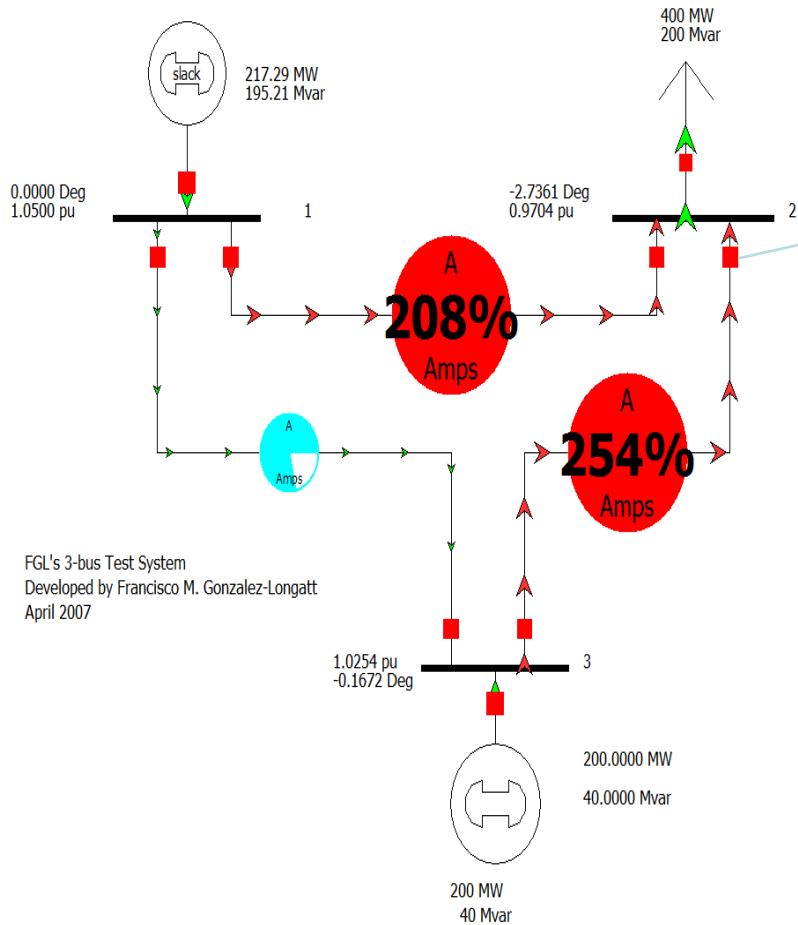 400 MW
200 Mvar
slack
217.29 MW
195.21 Mvar
0.0000 Deg
1.0500 pu
1
-2.7361 Deg
0.9704 pu
2
A
208%
Amps
A
254%
Amps
A
Amps
FGL's 3-bus Test System
Developed by Francisco M. Gonzalez-Longatt
April 2007
1.0254 pu
-0.1672 Deg
3
200.0000 MW
40.0000 Mvar
200 MW
40 Mvar